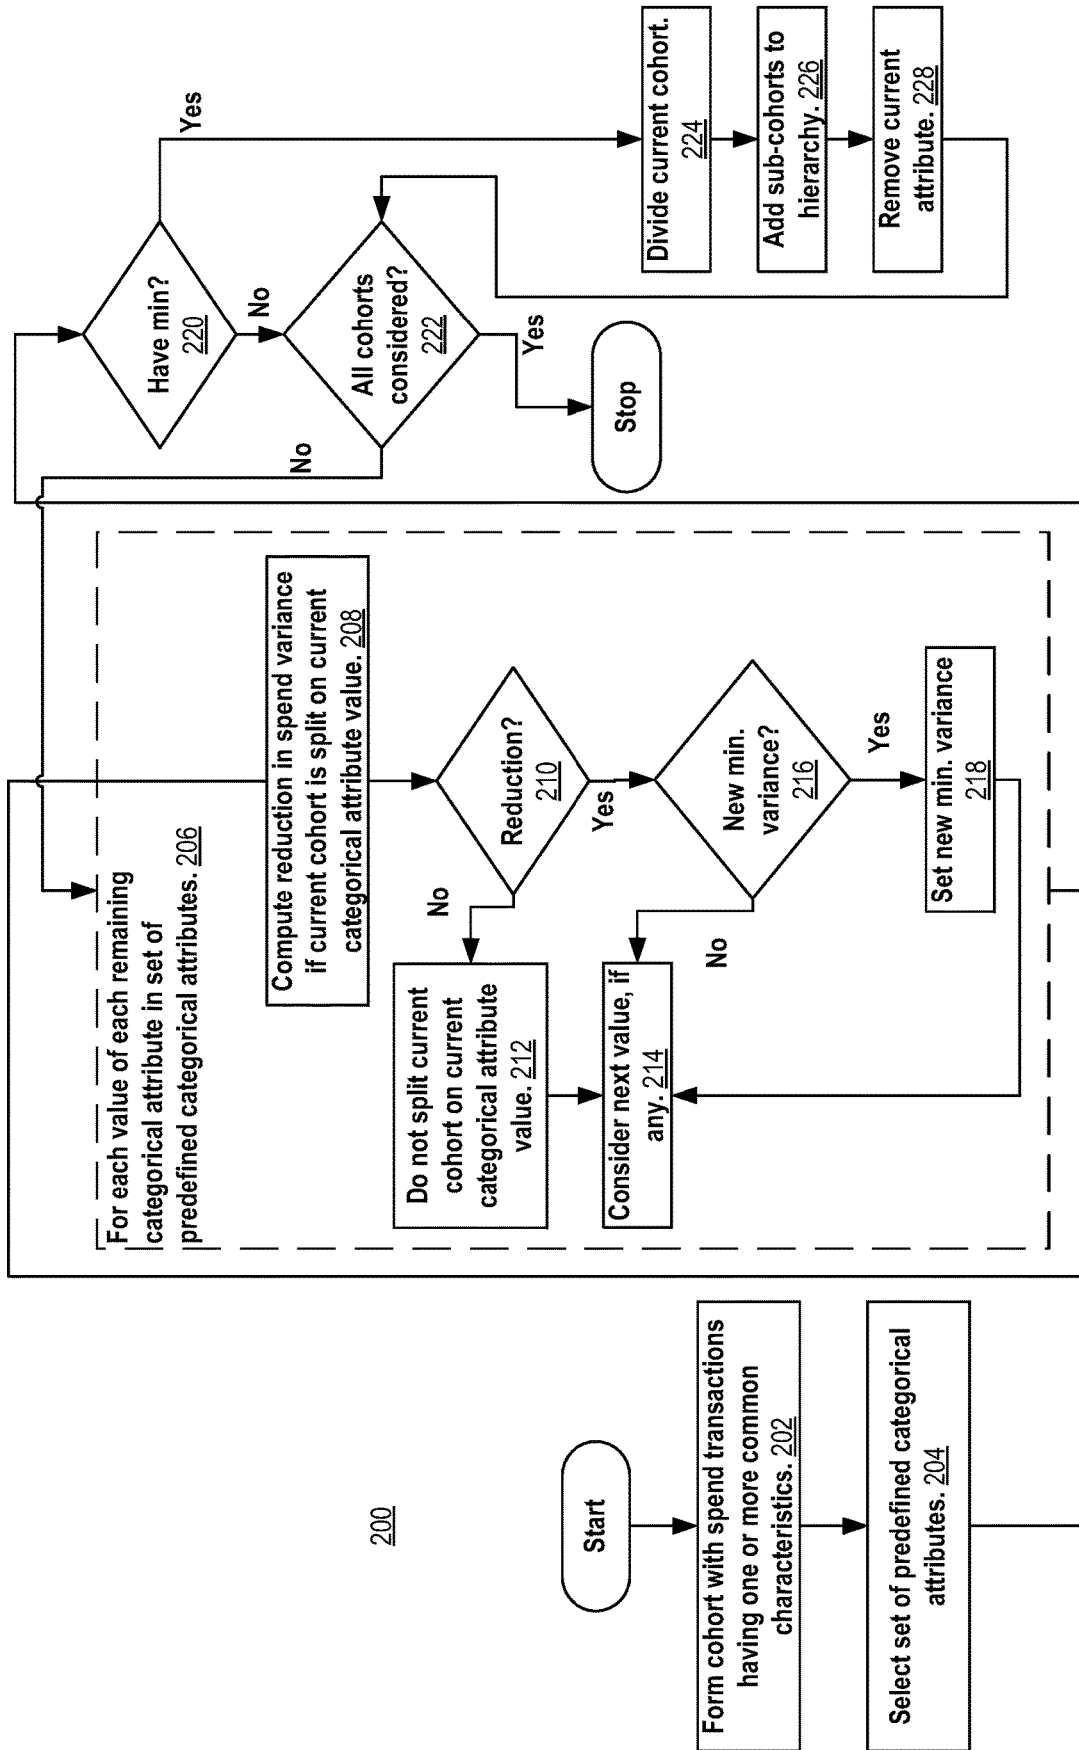 200
Start
Form cohort with spend transactions
having one or more common
characteristics. 202
Select set of predefined categorical
attributes. 204
For each value of each remaining
categorical attribute in set of
predefined categorical attributes. 206
Compute reduction in spend variance
if current cohort is split on current
categorical attribute value. 208
Reduction?
210
No
Yes
Do not split current
cohort on current
categorical attribute
value. 212
Consider next value, if
any. 214
New min.
variance?
216
No
Yes
Set new min. variance
218
Have min?
220
Yes
No
All cohorts
considered?
222
No
Yes
Stop
Divide current cohort.
224
Add sub-cohorts to
hierarchy. 226
Remove current
attribute. 228